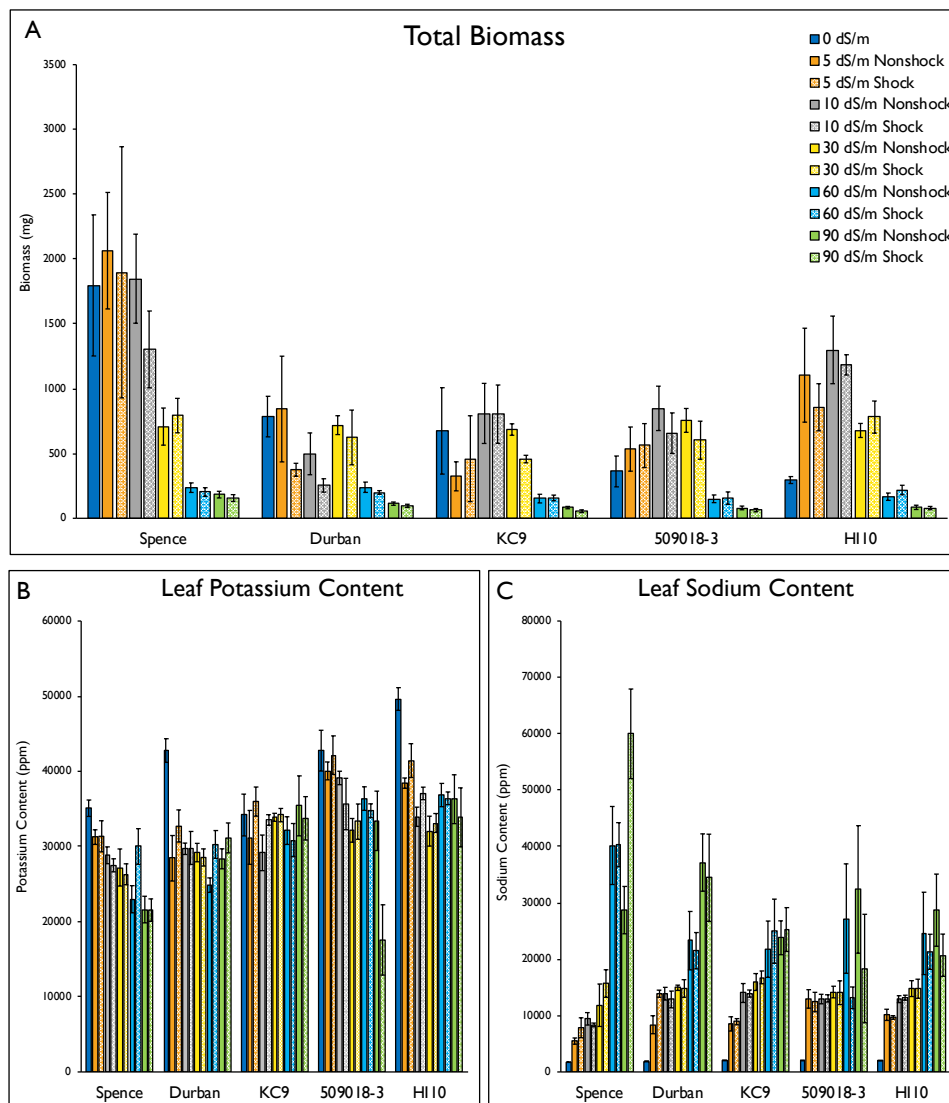 A
Total Biomass
0 dS/m
5 dS/m Nonshock
5 dS/m Shock
10 dS/m Nonshock
10 dS/m Shock
30 dS/m Nonshock
30 dS/m Shock
60 dS/m Nonshock
60 dS/m Shock
90 dS/m Nonshock
90 dS/m Shock
3500
3000
2500
2000
1500
1000
500
0
Biomass (mg)
Spence Durban KC9 509018-3 HI10
B
Leaf Potassium Content
60000
50000
40000
30000
20000
10000
0
Potassium Content (ppm)
Spence Durban KC9 509018-3 HI10
C
Leaf Sodium Content
80000
70000
60000
50000
40000
30000
20000
10000
0
Sodium Content (ppm)
Spence Durban KC9 509018-3 HI10